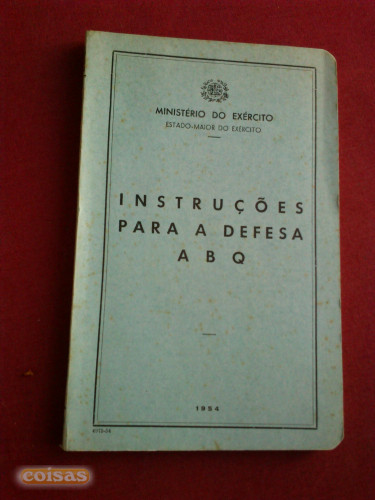 MINISTÉRIO DO EXÉRCITO
ESTADO-MAIOR DO EXÉRCITO
INSTRUÇÕES
PARA A DEFESA
A B Q
1954
coisas